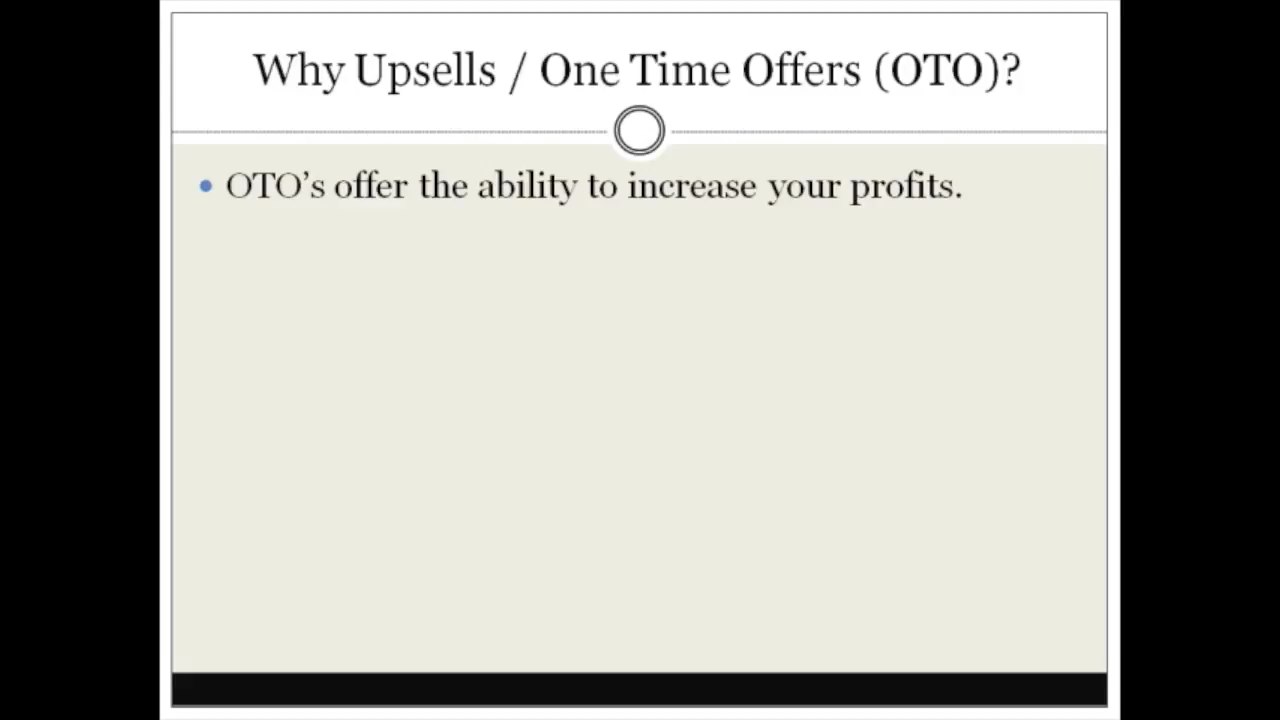 Why Upsells / One Time Offers (OTO)?
• OTO’s offer the ability to increase your profits.